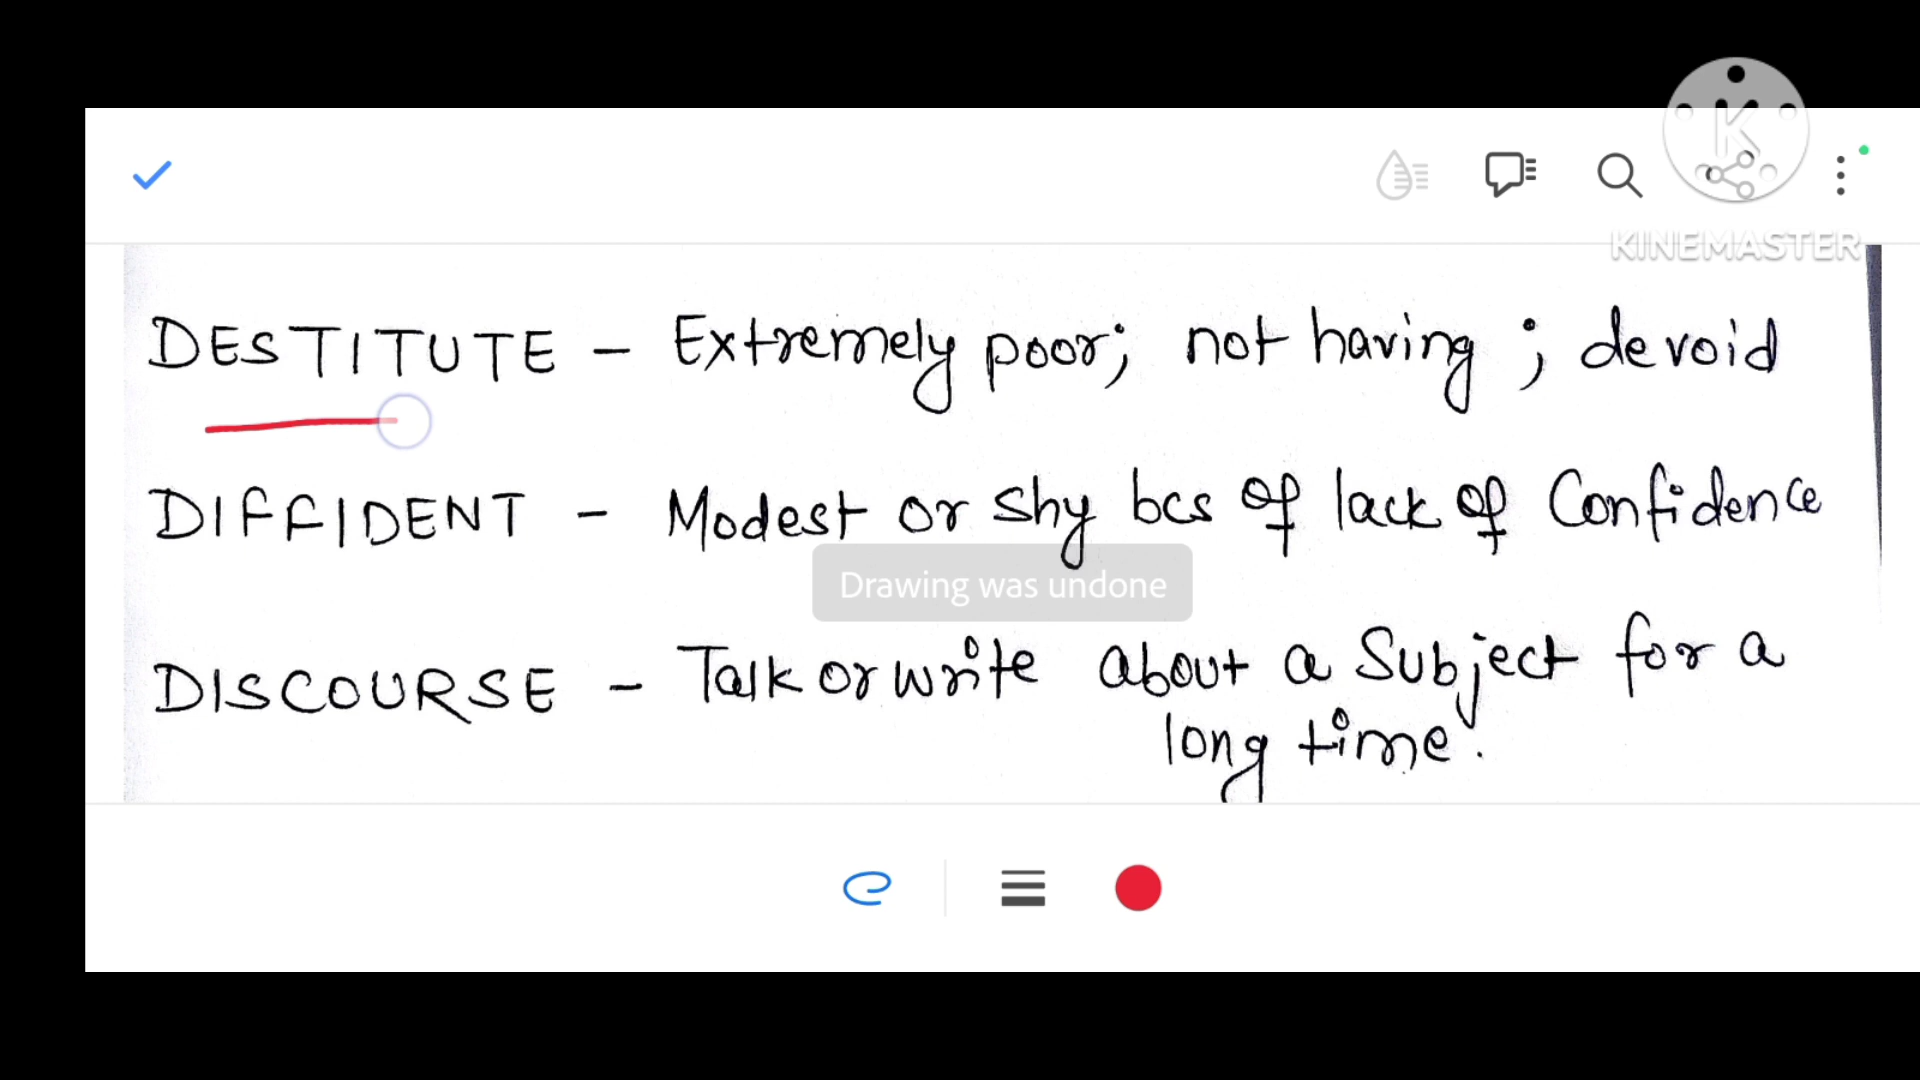 KINEMASTER
DESTITUTE - Extremely poor; not having ; devoid
DIFFIDENT - Modest or shy bcs of lack of Confidence
Drawing was undone
DISCOURSE - Talk or write about a Subject for a
long time.